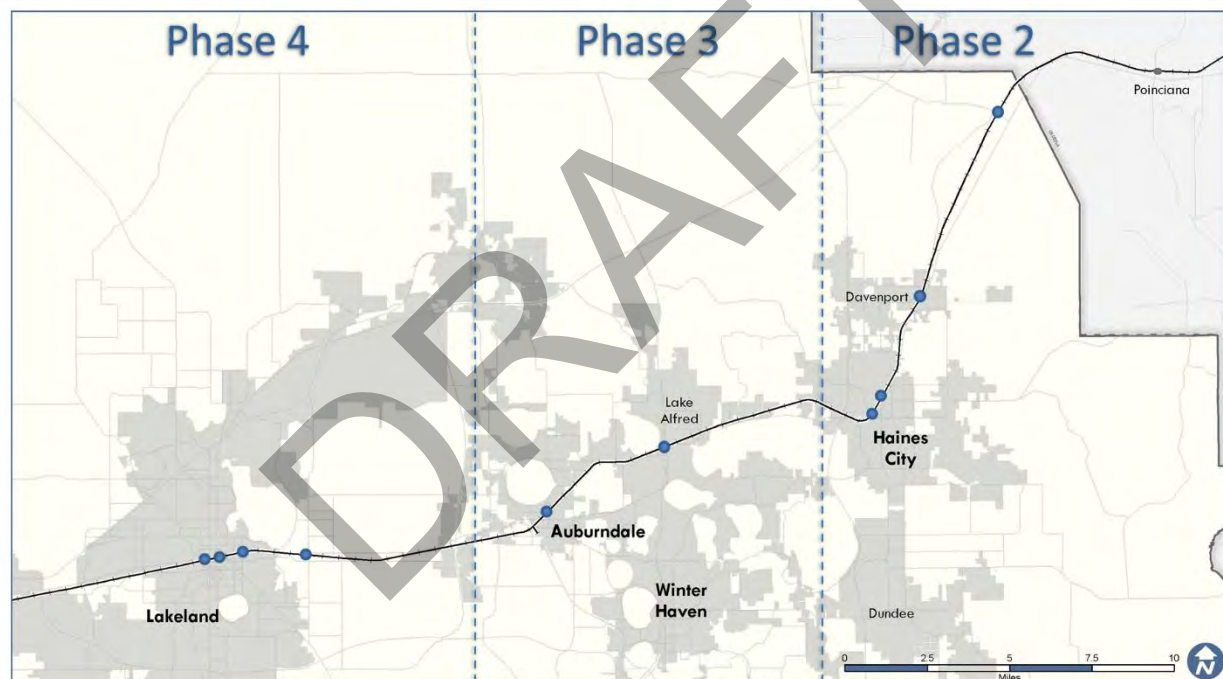 Phase 4
Phase 3
Phase 2
DRAFT
Poinciana
Davenport
Lake
Alfred
Haines
City
Auburndale
Winter
Haven
Lakeland
Dundee
0
2.5
5
7.5
10
Miles
N